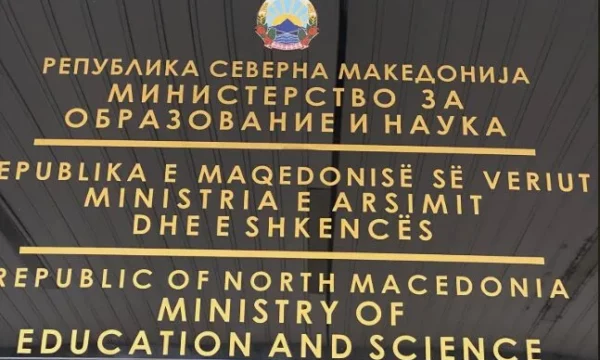 РЕПУБЛИКА СЕВЕРНА МАКЕДОНИЈА
МИНИСТЕРСТВО ЗА
ОБРАЗОВАНИЕ И НАУКА
EPUBLIKA E MAQEDONISË SË VERIUT
MINISTRIA E ARSIMIT
DHE E SHKENCËS
REPUBLIC OF NORTH MACEDONIA
MINISTRY OF
EDUCATION AND SCIENCE